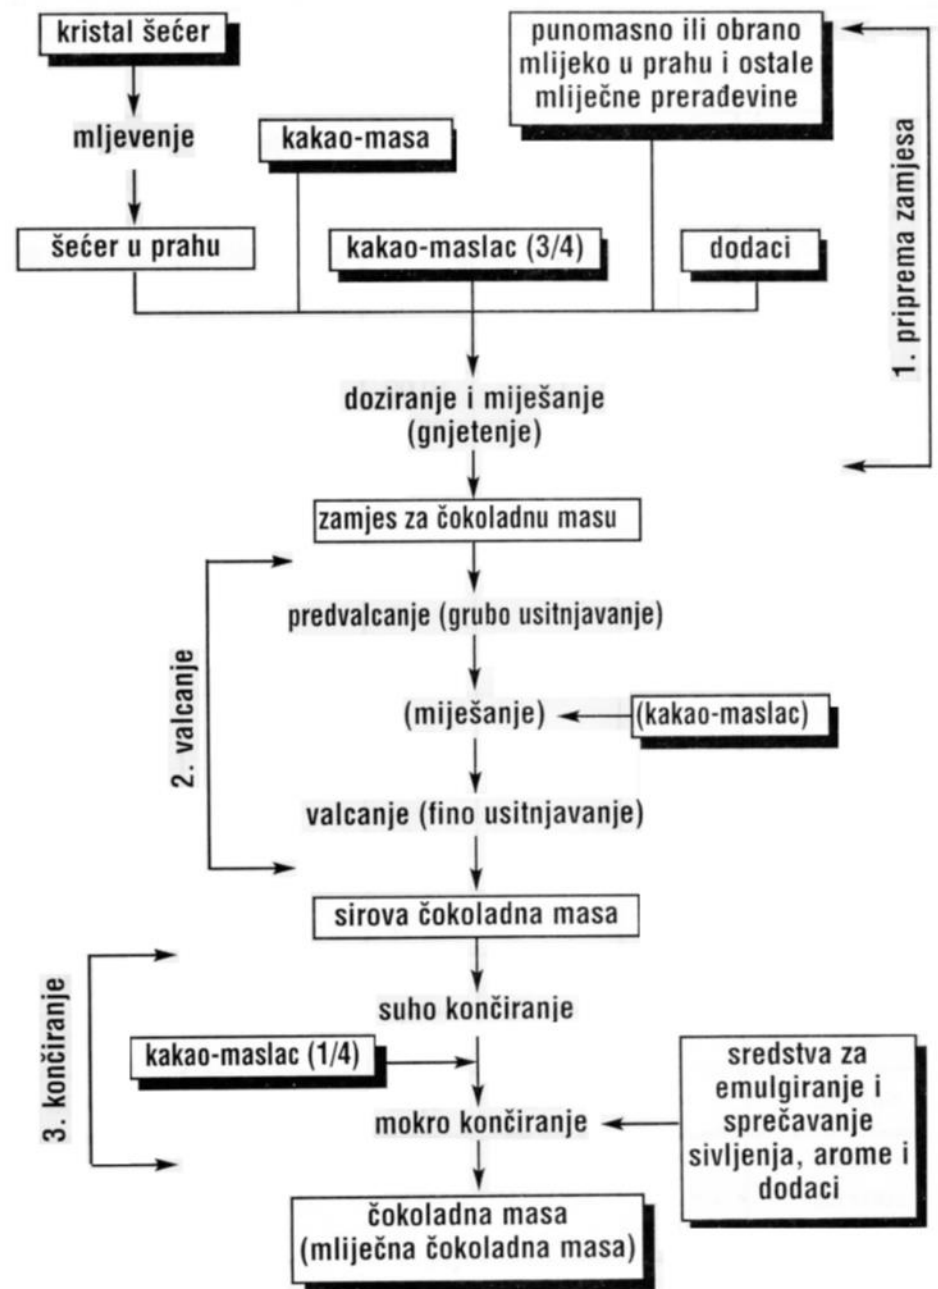 kristal šećer
punomasno ili obrano
mlijeko u prahu i ostale
mliječne prerađevine
mljevenje
kakao-masa
1. priprema zamjesa
šećer u prahu
kakao-maslac (3/4)
dodaci
doziranje i miješanje
(gnjetenje)
zamjes za čokoladnu masu
2. valcanje
predvalcanje (grubo usitnjavanje)
(miješanje)
(kakao-maslac)
valcanje (fino usitnjavanje)
sirova čokoladna masa
3. končiranje
suho končiranje
kakao-maslac (1/4)
mokro končiranje
sredstva za
emulgiranje i
sprečavanje
sivljenja, arome i
dodaci
čokoladna masa
(mliječna čokoladna masa)